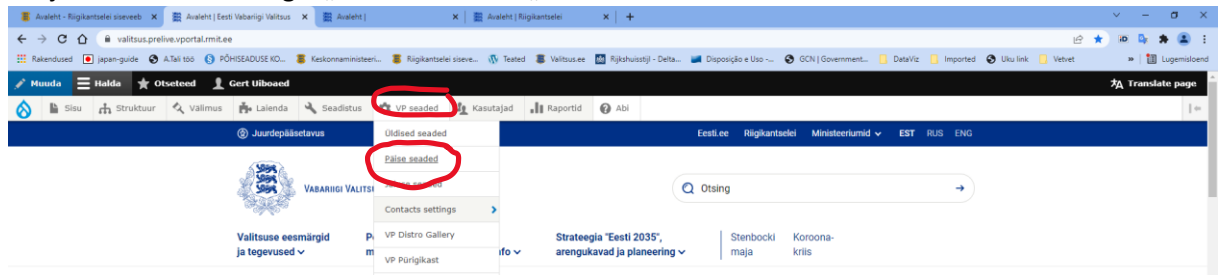 Avaleht - Riigikantselei siseveeb
Avaleht | Eesti Vabariigi Valitsus
Avaleht |
Avaleht | Riigikantselei
valitsus.prelive.vportal.rmit.ee
Rakendused japan-guide A.Tali töö PÕHISEADUSE KO... Keskonnaministeeri... Riigikantselei siseve... Teated Valitsus.ee Rijkshuisstijl - Delta... Disposição e Uso -... GCN | Government... DataViz Imported Uku link Vetvet » Lugemisloend
Muuda Halda Otseteed Gert Uiboaed Translate page
Sisu Struktuur Välimus Laienda Seadistus VP seaded Kasutajad Raportid Abi
Juurdepääsetavus Üldised seaded Eesti.ee Riigikantselei Ministeeriumid EST RUS ENG
Päise seaded
VABARIIGI VALITSU
Otsing
Contacts settings
VP Distro Gallery
VP Pürigikast
Valitsuse eesmärgid
ja tegevused
Strateegia "Eesti 2035",
arengukavad ja planeering
Stenbocki
maja
Koroona-
kriis